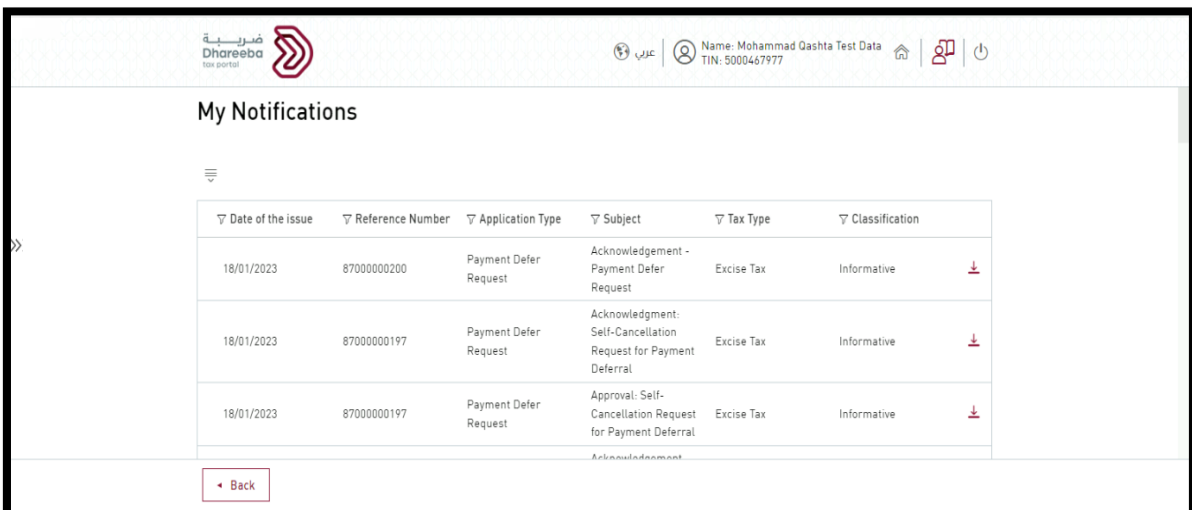 ضريبة
Dhareeba
tax portal
عربي
Name: Mohammad Qashta Test Data
TIN: 5000467977
My Notifications
Date of the issue Reference Number Application Type Subject Tax Type Classification
18/01/2023 87000000200 Payment Defer Request Acknowledgement - Payment Defer Request Excise Tax Informative
18/01/2023 87000000197 Payment Defer Request Acknowledgment: Self-Cancellation Request for Payment Deferral Excise Tax Informative
18/01/2023 87000000197 Payment Defer Request Approval: Self-Cancellation Request for Payment Deferral Excise Tax Informative
Back